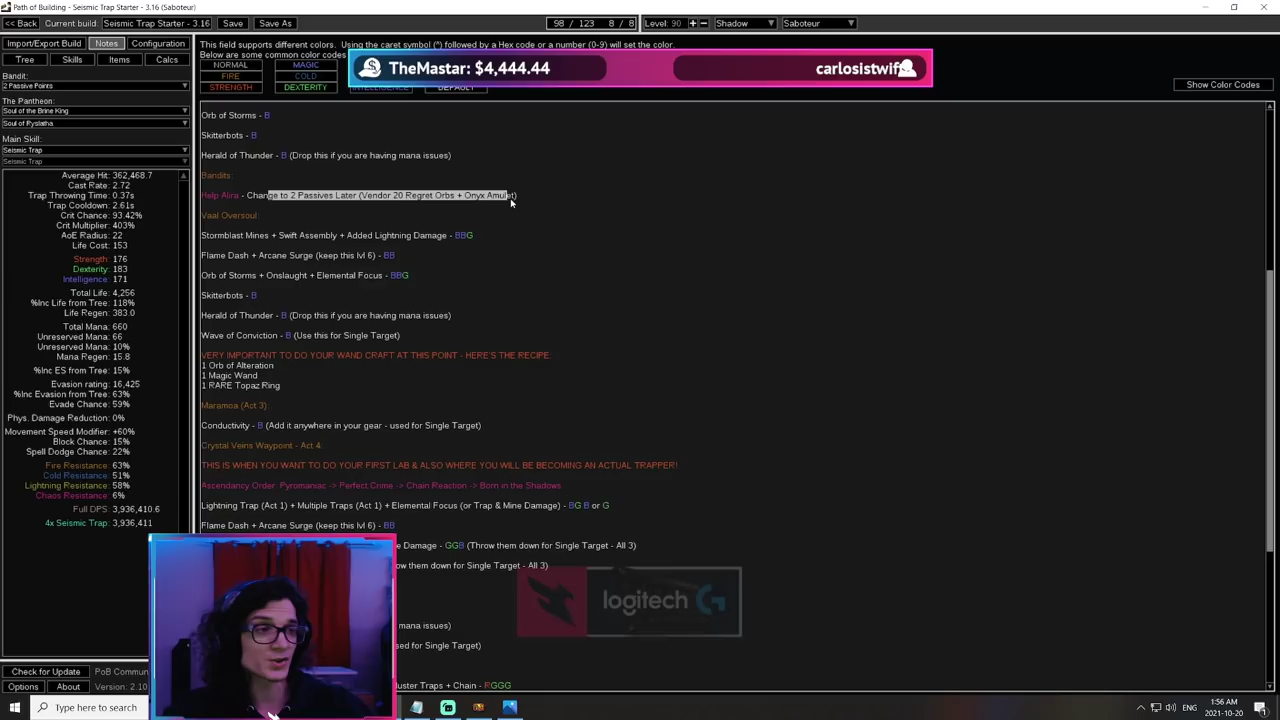 Path of Building - Seismic Trap Starter - 3.16 (Saboteur)
<< Back Current build: Seismic Trap Starter - 3.16 Save Save As 98 / 123 8 / 8 Level: 90 Shadow Saboteur
Import/Export Build Notes Configuration
Tree Skills Items Calcs
Bandit:
2 Passive Points
The Pantheon:
Soul of the Brine King
Soul of Ryslatha
Main Skill:
Seismic Trap
Seismic Trap
Average Hit: 362,468.7
Cast Rate: 2.72
Trap Throwing Time: 0.37s
Trap Cooldown: 2.61s
Crit Chance: 93.42%
Crit Multiplier: 403%
AoE Radius: 22
Life Cost: 153
Strength: 176
Dexterity: 183
Intelligence: 171
Total Life: 4,256
%Inc Life from Tree: 118%
Life Regen: 383.0
Total Mana: 660
Unreserved Mana: 66
Unreserved Mana: 10%
Mana Regen: 15.8
%Inc ES from Tree: 15%
Evasion rating: 16,425
%Inc Evasion from Tree: 63%
Evade Chance: 59%
Phys. Damage Reduction: 0%
Movement Speed Modifier: +60%
Block Chance: 15%
Spell Dodge Chance: 22%
Fire Resistance: 63%
Cold Resistance: 51%
Lightning Resistance: 58%
Chaos Resistance: 6%
Full DPS: 3,936,410.6
4x Seismic Trap: 3,936,411
Check for Update PoB Commun
Options About Version: 2.10
This field supports different colors. Using the caret symbol (^) followed by a Hex code or a number (0-9) will set the color.
Below are some common color codes
NORMAL MAGIC
FIRE COLD
STRENGTH DEXTERITY INTELLIGENCE DEFAULT
Show Color Codes
TheMastar: $4,444.44 carlosistwif
Orb of Storms - B
Skitterbots - B
Herald of Thunder - B (Drop this if you are having mana issues)
Bandits:
Help Alira - Change to 2 Passives Later (Vendor 20 Regret Orbs + Onyx Amulet)
Vaal Oversoul:
Stormblast Mines + Swift Assembly + Added Lightning Damage - BBG
Flame Dash + Arcane Surge (keep this lvl 6) - BB
Orb of Storms + Onslaught + Elemental Focus - BBG
Skitterbots - B
Herald of Thunder - B (Drop this if you are having mana issues)
Wave of Conviction - B (Use this for Single Target)
VERY IMPORTANT TO DO YOUR WAND CRAFT AT THIS POINT - HERE'S THE RECIPE
1 Orb of Alteration
1 Magic Wand
1 RARE Topaz Ring
Maramoa (Act 3)
Conductivity - B (Add it anywhere in your gear - used for Single Target)
Crystal Veins Waypoint - Act 4:
THIS IS WHEN YOU WANT TO DO YOUR FIRST LAB & ALSO WHERE YOU WILL BE BECOMING AN ACTUAL TRAPPER!
Ascendancy Order: Pyromaniac -> Perfect Crime -> Chain Reaction -> Born in the Shadows
Lightning Trap (Act 1) + Multiple Traps (Act 1) + Elemental Focus (or Trap & Mine Damage) - BG B or G
Flame Dash + Arcane Surge (keep this lvl 6) - BB
e Damage - GGB (Throw them down for Single Target - All 3)
ow them down for Single Target - All 3)
logitech G
mana issues)
sed for Single Target)
luster Traps + Chain - RGGG
Type here to search
ENG
1:56 AM
2021-10-20
1